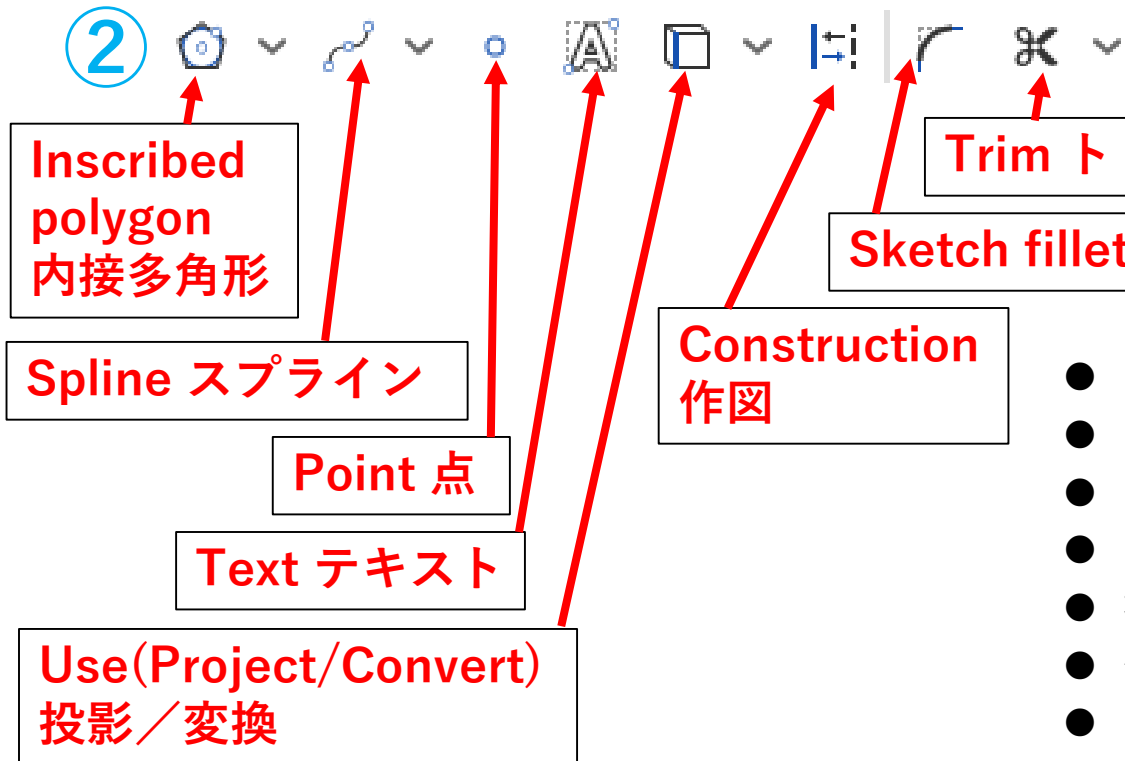 ②
Inscribed
polygon
内接多角形
Trim ト
Sketch fillet
Spline スプライン
Construction
作図
Point 点
Text テキスト
Use(Project/Convert)
投影／変換
●
●
●
●
●
●
●